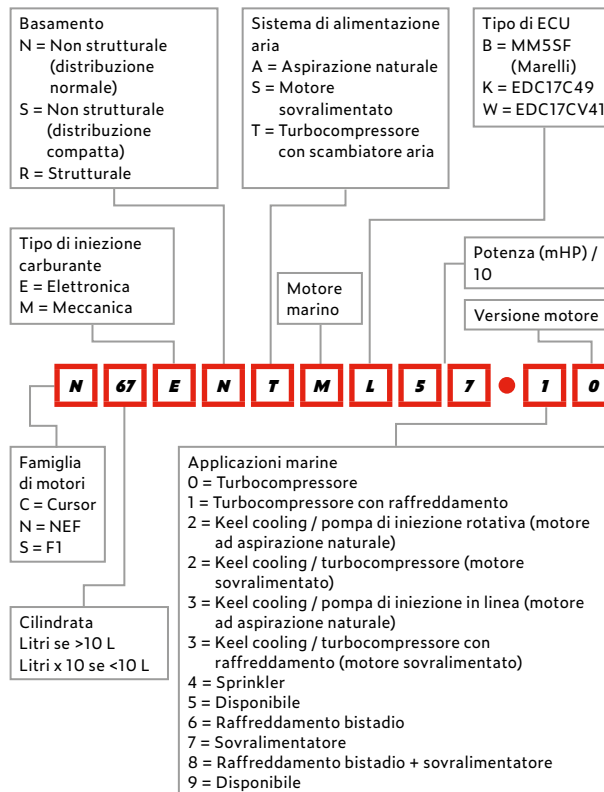 Basamento
N = Non strutturale
(distribuzione
normale)
S = Non strutturale
(distribuzione
compatta)
R = Strutturale
Sistema di alimentazione
aria
A = Aspirazione naturale
S = Motore
sovralimentato
T = Turbocompressore
con scambiatore aria
Tipo di ECU
B = MM5SF
(Marelli)
K = EDC17C49
W = EDC17CV41
Tipo di iniezione
carburante
E = Elettronica
M = Meccanica
Motore
marino
Potenza (mHP) /
10
Versione motore
N 67 E N T M L 5 7 ● 1 0
Famiglia
di motori
C = Cursor
N = NEF
S = F1
Cilindrata
Litri se >10 L
Litri x 10 se <10 L
Applicazioni marine
0 = Turbocompressore
1 = Turbocompressore con raffreddamento
2 = Keel cooling / pompa di iniezione rotativa (motore
ad aspirazione naturale)
2 = Keel cooling / turbocompressore (motore
sovralimentato)
3 = Keel cooling / pompa di iniezione in linea (motore
ad aspirazione naturale)
3 = Keel cooling / turbocompressore con
raffreddamento (motore sovralimentato)
4 = Sprinkler
5 = Disponibile
6 = Raffreddamento bistadio
7 = Sovralimentatore
8 = Raffreddamento bistadio + sovralimentatore
9 = Disponibile